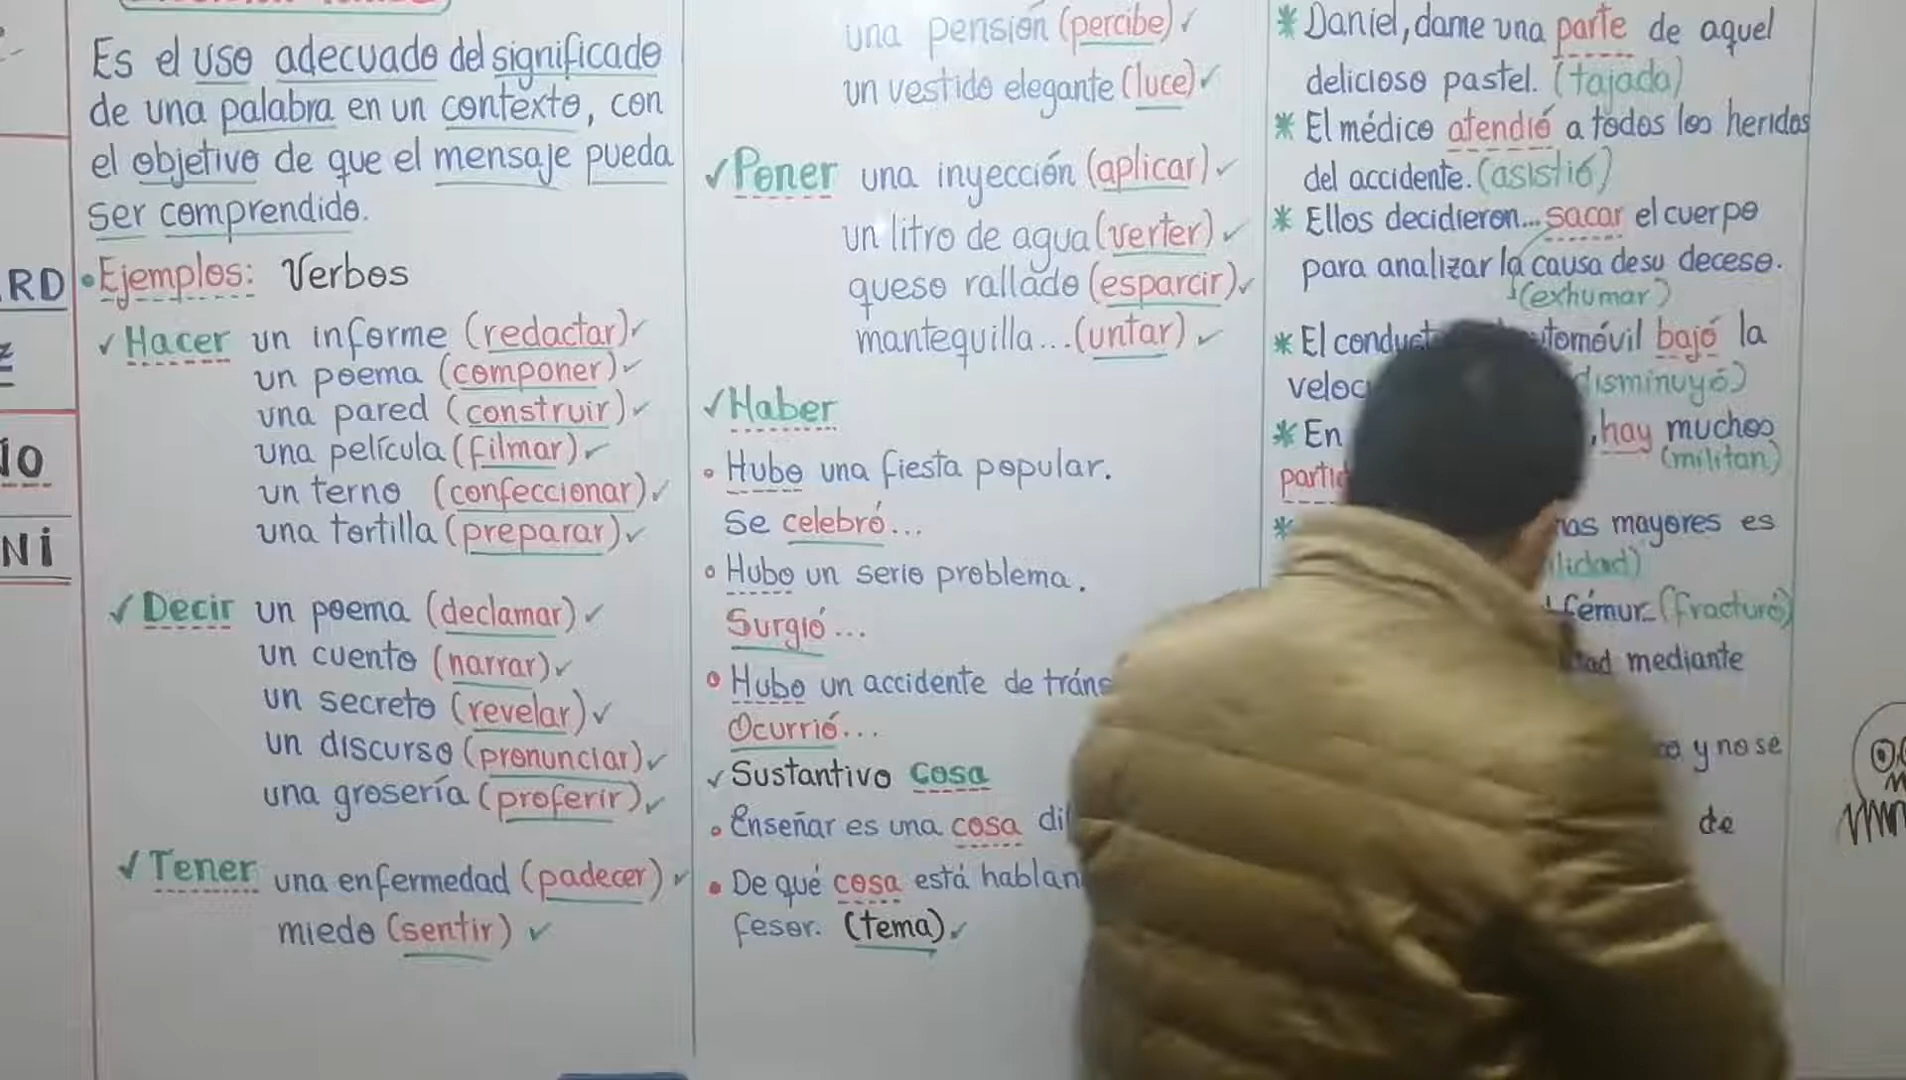 RD
z
10
Ni
Es el uso adecuado del significado
de una palabra en un contexto, con
el objetivo de que el mensaje pueda
ser comprendido.
•Ejemplos: Verbos
✓Hacer un informe (redactar)✓
un poema (componer)✓
una pared (construir)✓
una película (filmar)✓
un terno (confeccionar)✓
una tortilla (preparar)✓
✓Decir un poema (declamar)✓
un cuento (narrar)✓
un secreto (revelar)✓
un discurso (pronunciar)✓
una grosería (proferir)✓
✓Tener una enfermedad (padecer)✓
miedo (sentir)✓
una pensión (percibe)✓
un vestido elegante (luce)✓
✓Poner una inyección (aplicar)✓
un litro de agua (verter)✓
queso rallado (esparcir)✓
mantequilla...(untar)✓
✓Haber
• Hubo una fiesta popular.
Se celebró...
• Hubo un serio problema.
Surgió...
• Hubo un accidente de tráns
Ocurrió...
✓Sustantivo Cosa
• Enseñar es una cosa di
• De qué cosa está hablan
fesor. (tema)✓
* Daniel, dame una parte de aquel
delicioso pastel. (tajada)
* El médico atendió a todos los heridos
del accidente. (asistió)
* Ellos decidieron... sacar el cuerpo
para analizar la causa de su deceso.
(exhumar)
* El conduct tomóvil bajó la
veloc disminuyó)
* En , hay muchos
(militan)
partid
* nas mayores es
lidad)
fémur (fracturó)
dad mediante
y no se
de